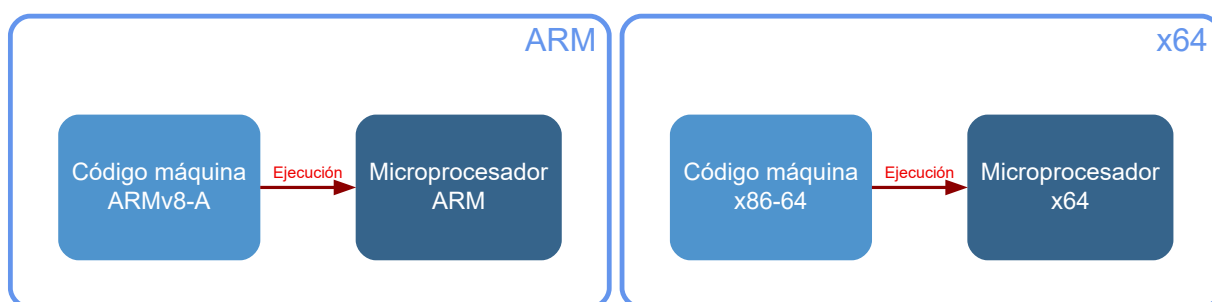 ARM
Código máquina
ARMv8-A
Ejecución
Microprocesador
ARM
x64
Código máquina
x86-64
Ejecución
Microprocesador
x64